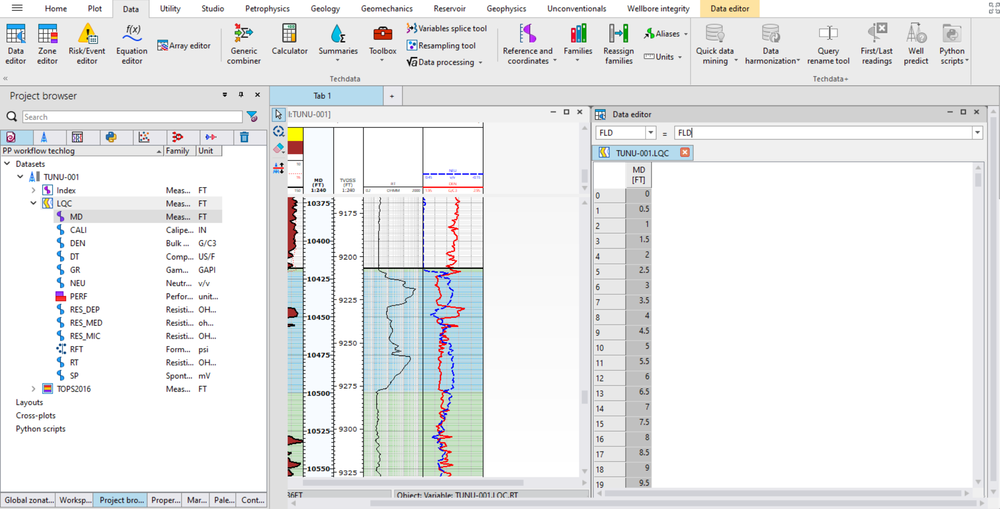 Home Plot Data Utility Studio Petrophysics Geology Geomechanics Reservoir Geophysics Unconventionals Wellbore integrity Data editor
Data editor
Zone editor
Risk/Event editor
f(x)
Equation editor
Array editor
Generic combiner
100
Calculator
Summaries
Toolbox
Variables splice tool
Resampling tool
Data processing
Reference and coordinates
Families
Reassign families
Aliases
Units
Quick data mining
Data harmonization
Query rename tool
First/Last readings
Well predict
Python scripts
Techdata
Techdata+
Project browser
Search
PP workflow techlog Family Unit
Datasets
TUNU-001
Index Meas... FT
LQC Meas... FT
MD Meas... FT
CALI Calipe... IN
DEN Bulk ... G/C3
DT Comp... US/F
GR Gam... GAPI
NEU Neutr... v/v
PERF Perfor... unit...
RES_DEP Resisti... OH...
RES_MED Resisti... oh...
RES_MIC Resisti... OH...
RFT Form... psi
RT Resisti... OH...
SP Spont... mV
TOPS2016 Meas... FT
Layouts
Cross-plots
Python scripts
Global zonat... Worksp... Project bro... Proper... Mar... Pale... Cont...
Tab 1 +
l:TUNU-001]
10
16
150
MD
(FT)
1:240
TVDSS
(FT)
1:240
RT
0.2 OHMM 2000
NEU
0.45 v/v -0.15
DEN
1.95 G/C3 2.95
10375
10400
10425
10450
10475
10500
10525
10550
9175
9200
9225
9250
9275
9300
9325
36FT
Object: Variable: TUNU-001.LQC.RT
Data editor
FLD = FLD
TUNU-001.LQC
MD
[FT]
0 0
1 0.5
2 1
3 1.5
4 2
5 2.5
6 3
7 3.5
8 4
9 4.5
10 5
11 5.5
12 6
13 6.5
14 7
15 7.5
16 8
17 8.5
18 9
19 9.5